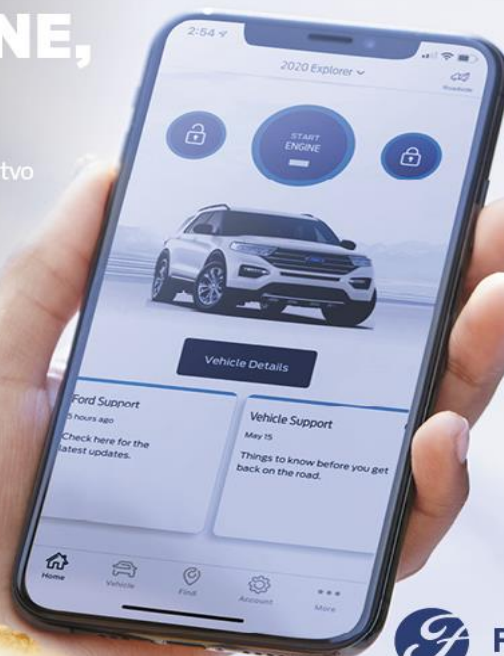 NE,
tvo
2:54
2020 Explorer
Roadside
START
ENGINE
Vehicle Details
Ford Support
5 hours ago
Check here for the
latest updates.
Vehicle Support
May 15
Things to know before you get
back on the road.
Home
Vehicle
Find
Account
More
F